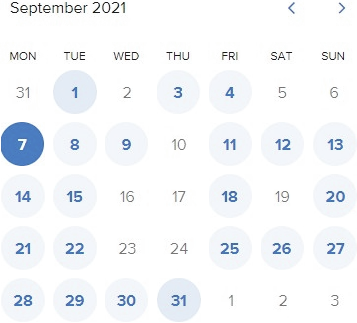 September 2021
MON TUE WED THU FRI SAT SUN
31 1 2 3 4 5 6
7 8 9 10 11 12 13
14 15 16 17 18 19 20
21 22 23 24 25 26 27
28 29 30 31 1 2 3